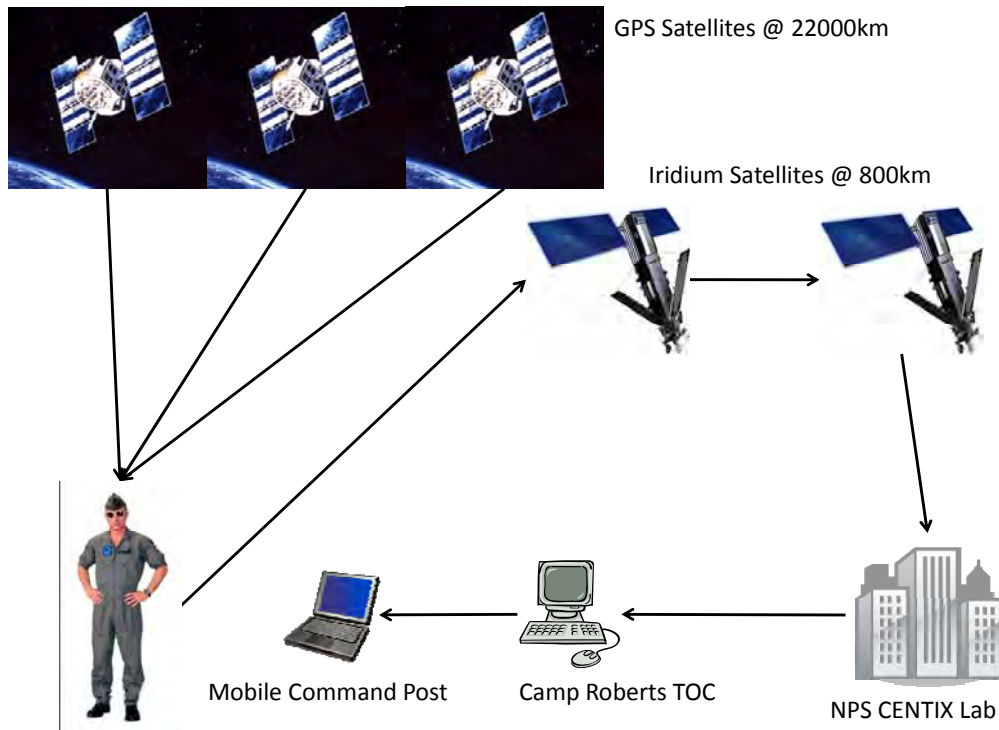 GPS Satellites @ 22000km
Iridium Satellites @ 800km
Mobile Command Post
Camp Roberts TOC
NPS CENTIX Lab